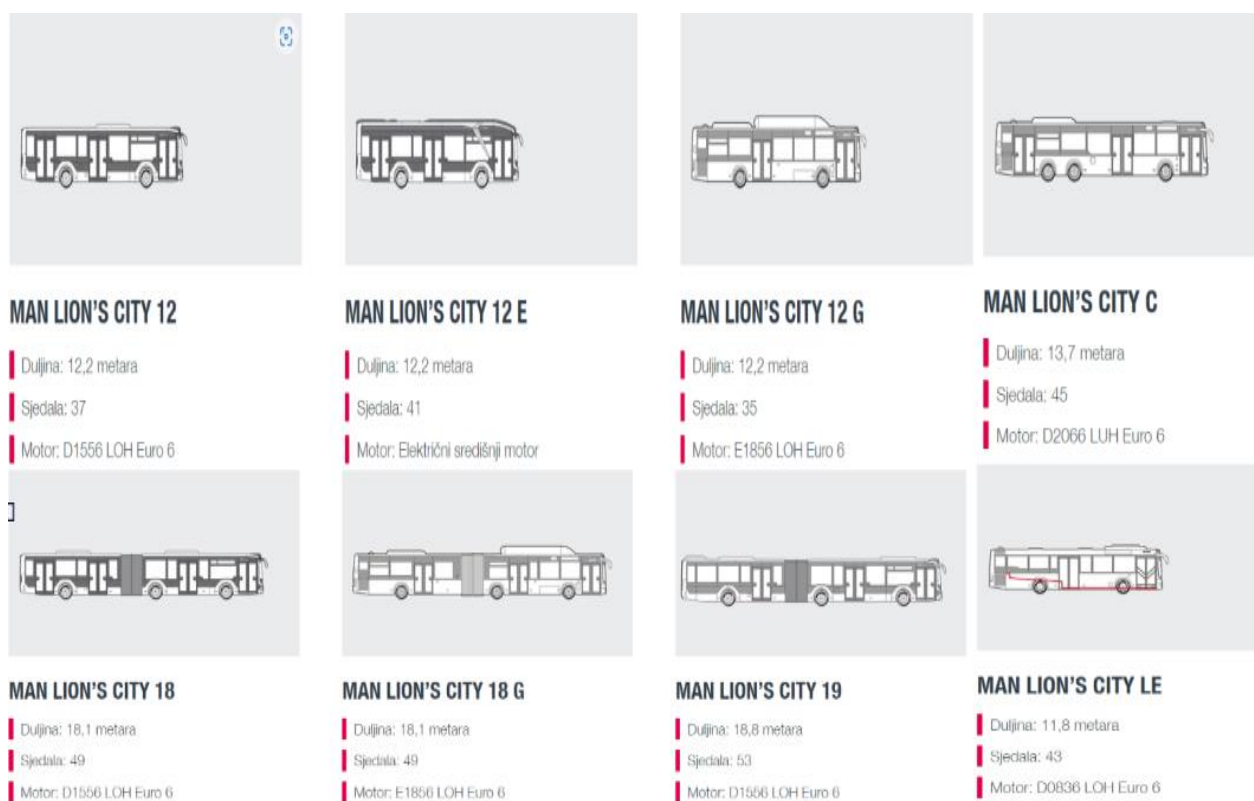 MAN LION'S CITY 12
Duljina: 12,2 metara
Sjedala: 37
Motor: D1556 LOH Euro 6
MAN LION'S CITY 12 E
Duljina: 12,2 metara
Sjedala: 41
Motor: Električni središnji motor
MAN LION'S CITY 12 G
Duljina: 12,2 metara
Sjedala: 35
Motor: E1856 LOH Euro 6
MAN LION'S CITY C
Duljina: 13,7 metara
Sjedala: 45
Motor: D2066 LUH Euro 6
MAN LION'S CITY 18
Duljina: 18,1 metara
Sjedala: 49
Motor: D1556 LOH Euro 6
MAN LION'S CITY 18 G
Duljina: 18,1 metara
Sjedala: 49
Motor: E1856 LOH Euro 6
MAN LION'S CITY 19
Duljina: 18,8 metara
Sjedala: 53
Motor: D1556 LOH Euro 6
MAN LION'S CITY LE
Duljina: 11,8 metara
Sjedala: 43
Motor: D0836 LOH Euro 6